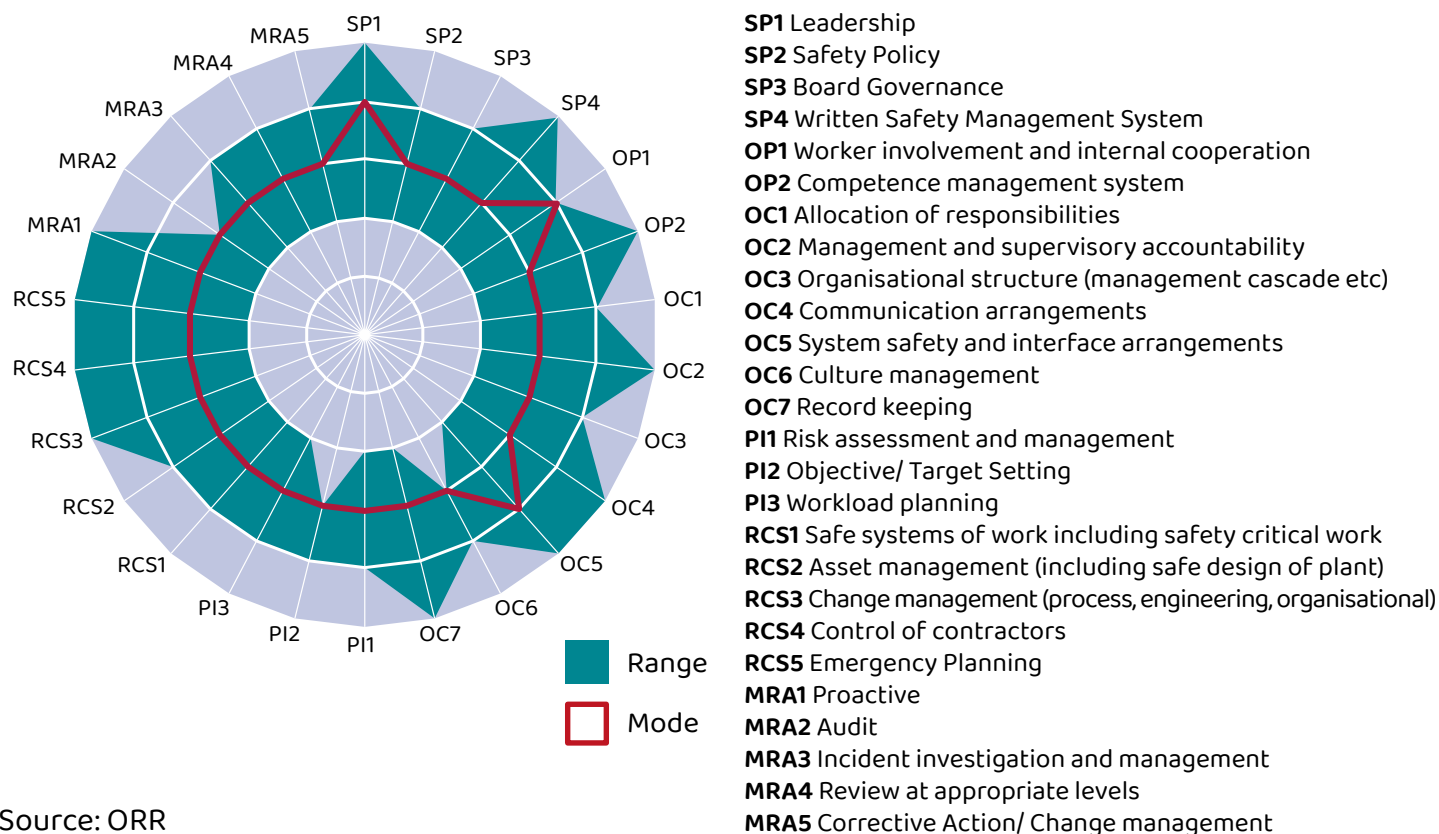 SP1
SP2
SP3
SP4
OP1
OP2
OC1
OC2
OC3
OC4
OC5
OC6
OC7
PI1
PI2
PI3
RCS1
RCS2
RCS3
RCS4
RCS5
MRA1
MRA2
MRA3
MRA4
MRA5
Range
Mode
Source: ORR
SP1 Leadership
SP2 Safety Policy
SP3 Board Governance
SP4 Written Safety Management System
OP1 Worker involvement and internal cooperation
OP2 Competence management system
OC1 Allocation of responsibilities
OC2 Management and supervisory accountability
OC3 Organisational structure (management cascade etc)
OC4 Communication arrangements
OC5 System safety and interface arrangements
OC6 Culture management
OC7 Record keeping
PI1 Risk assessment and management
PI2 Objective/ Target Setting
PI3 Workload planning
RCS1 Safe systems of work including safety critical work
RCS2 Asset management (including safe design of plant)
RCS3 Change management (process, engineering, organisational)
RCS4 Control of contractors
RCS5 Emergency Planning
MRA1 Proactive
MRA2 Audit
MRA3 Incident investigation and management
MRA4 Review at appropriate levels
MRA5 Corrective Action/ Change management